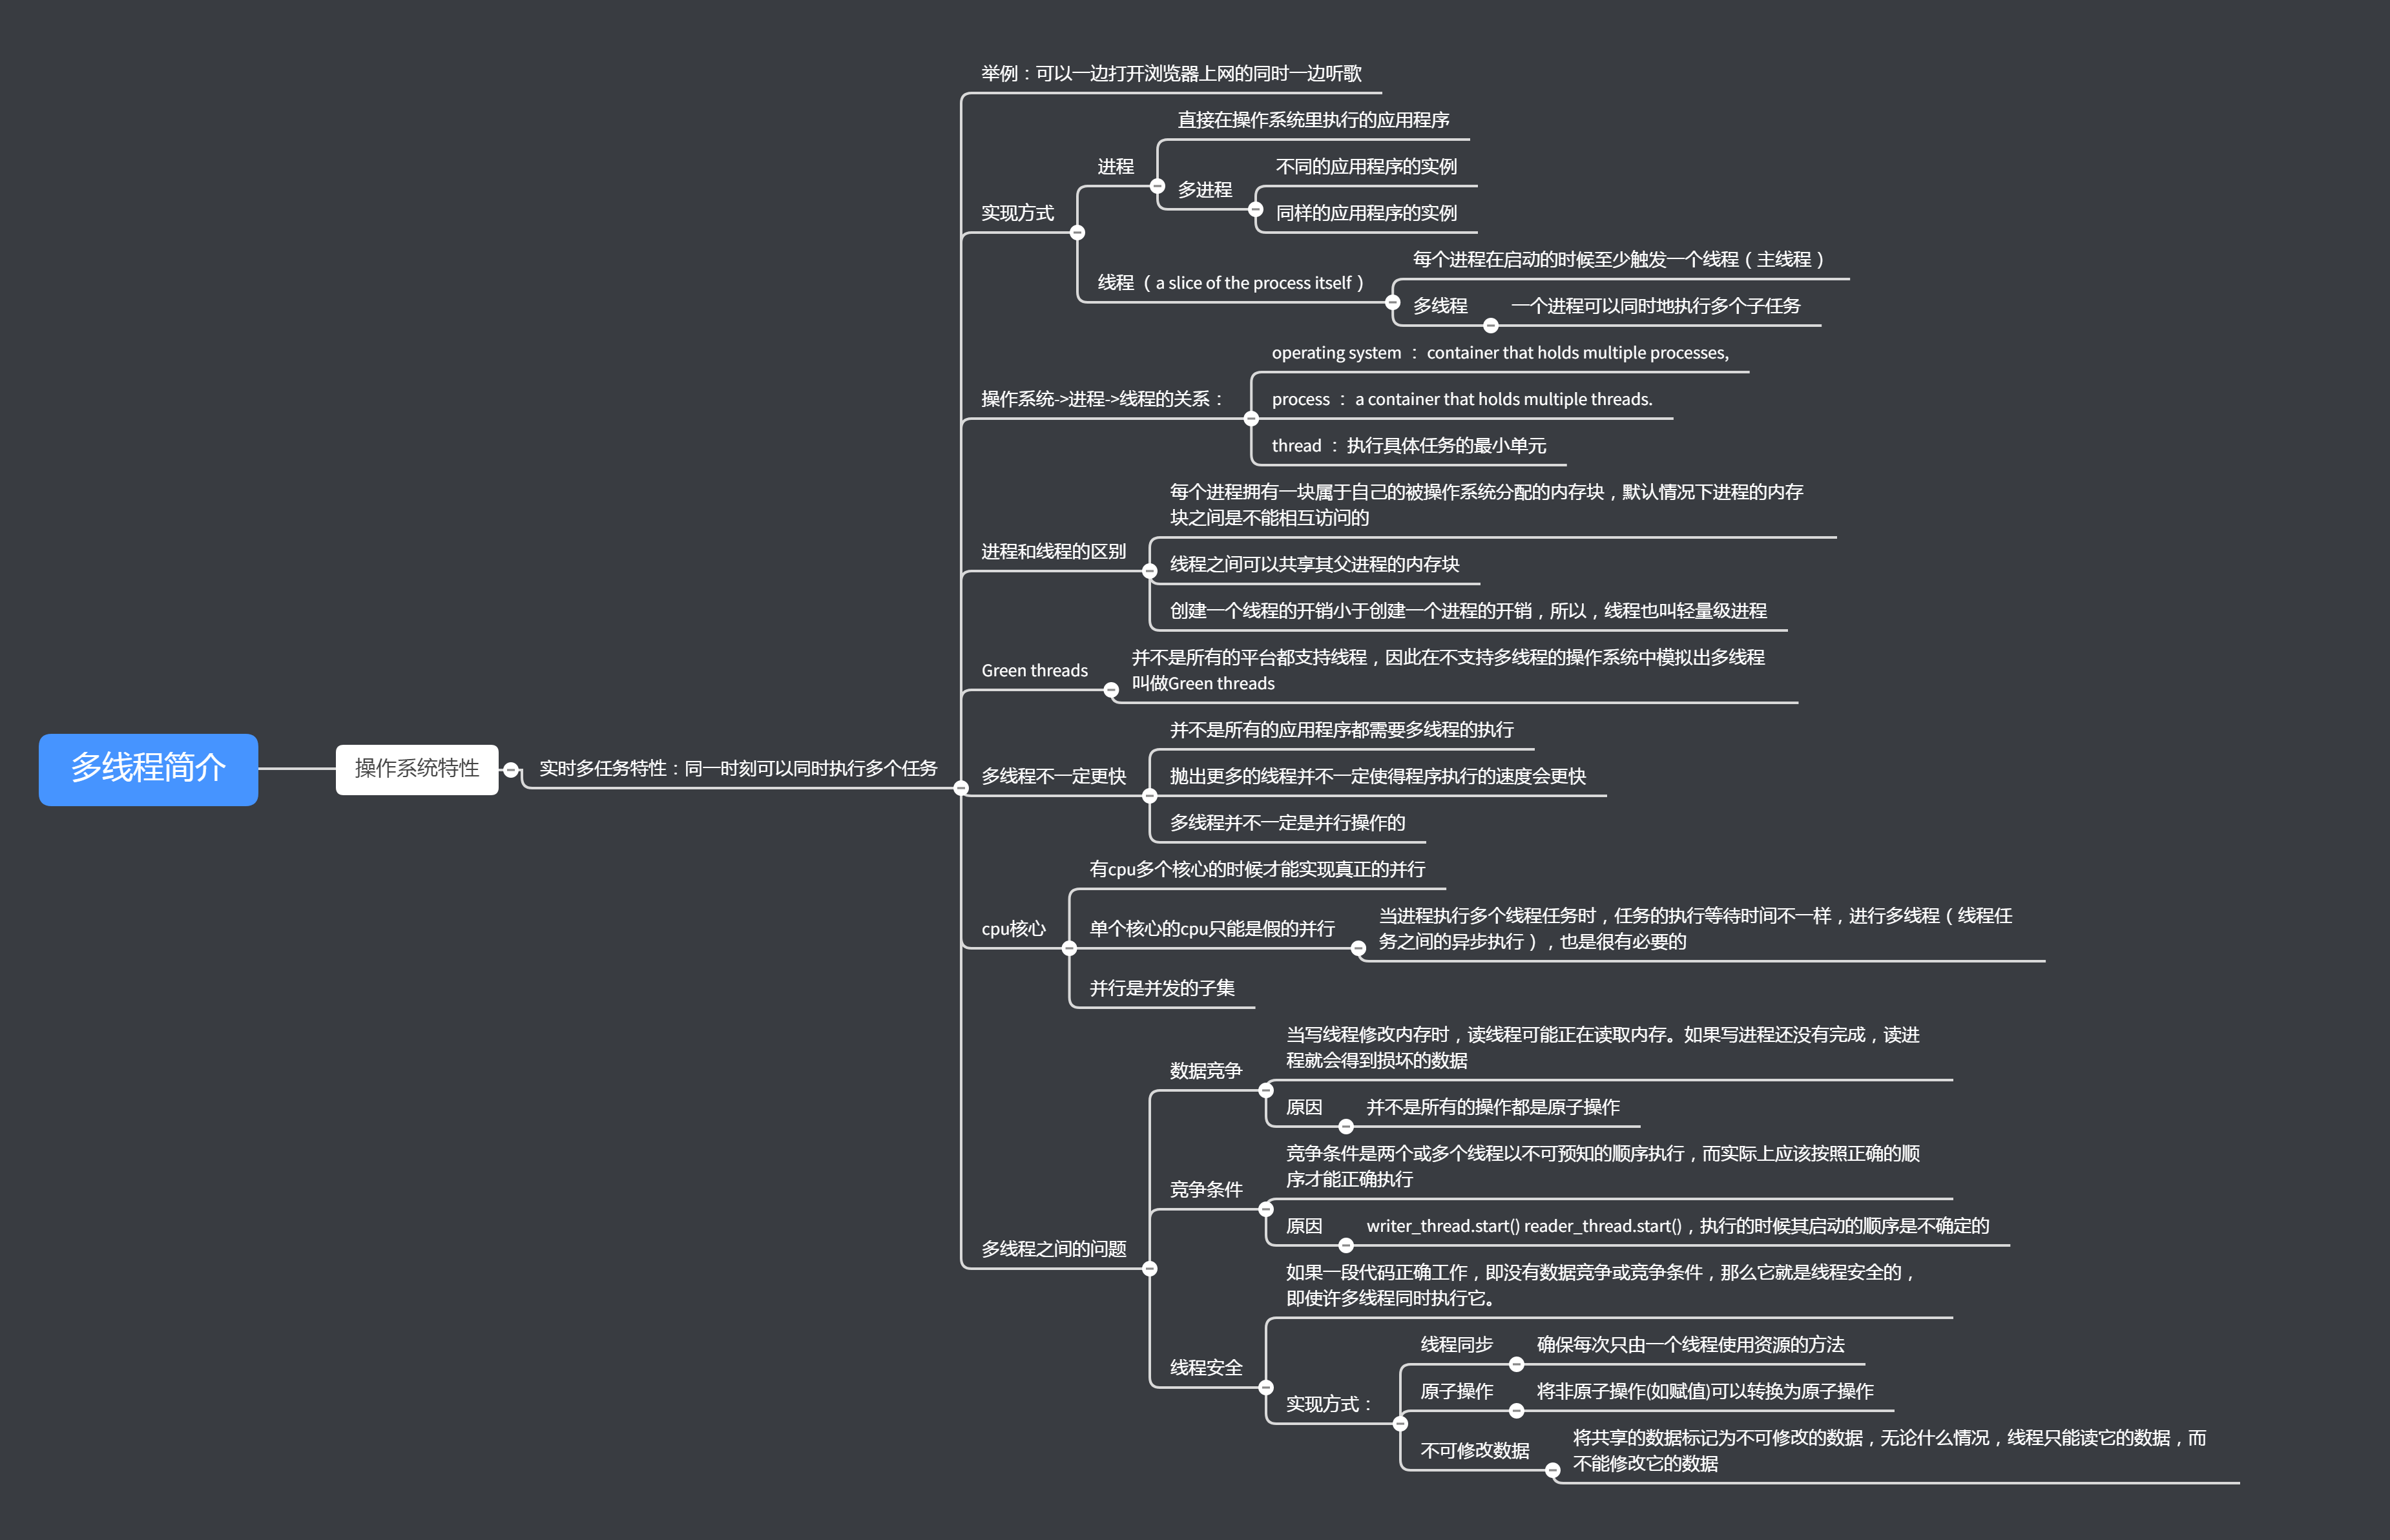 多线程简介
操作系统特性
实时多任务特性：同一时刻可以同时执行多个任务
举例：可以一边打开浏览器上网的同时一边听歌
实现方式
进程
直接在操作系统里执行的应用程序
多进程
不同的应用程序的实例
同样的应用程序的实例
线程 （ a slice of the process itself ）
每个进程在启动的时候至少触发一个线程（主线程）
多线程
一个进程可以同时地执行多个子任务
操作系统->进程->线程的关系：
operating system ： container that holds multiple processes,
process ： a container that holds multiple threads.
thread ： 执行具体任务的最小单元
进程和线程的区别
每个进程拥有一块属于自己的被操作系统分配的内存块，默认情况下进程的内存
块之间是不能相互访问的
线程之间可以共享其父进程的内存块
创建一个线程的开销小于创建一个进程的开销，所以，线程也叫轻量级进程
Green threads
并不是所有的平台都支持线程，因此在不支持多线程的操作系统中模拟出多线程
叫做Green threads
多线程不一定更快
并不是所有的应用程序都需要多线程的执行
抛出更多的线程并不一定使得程序执行的速度会更快
多线程并不一定是并行操作的
cpu核心
有cpu多个核心的时候才能实现真正的并行
单个核心的cpu只能是假的并行
当进程执行多个线程任务时，任务的执行等待时间不一样，进行多线程（线程任
务之间的异步执行），也是很有必要的
并行是并发的子集
多线程之间的问题
数据竞争
当写线程修改内存时，读线程可能正在读取内存。如果写进程还没有完成，读进
程就会得到损坏的数据
原因
并不是所有的操作都是原子操作
竞争条件
竞争条件是两个或多个线程以不可预知的顺序执行，而实际上应该按照正确的顺
序才能正确执行
原因
writer_thread.start() reader_thread.start()，执行的时候其启动的顺序是不确定的
线程安全
如果一段代码正确工作，即没有数据竞争或竞争条件，那么它就是线程安全的，
即使许多线程同时执行它。
实现方式：
线程同步
确保每次只由一个线程使用资源的方法
原子操作
将非原子操作(如赋值)可以转换为原子操作
不可修改数据
将共享的数据标记为不可修改的数据，无论什么情况，线程只能读它的数据，而
不能修改它的数据